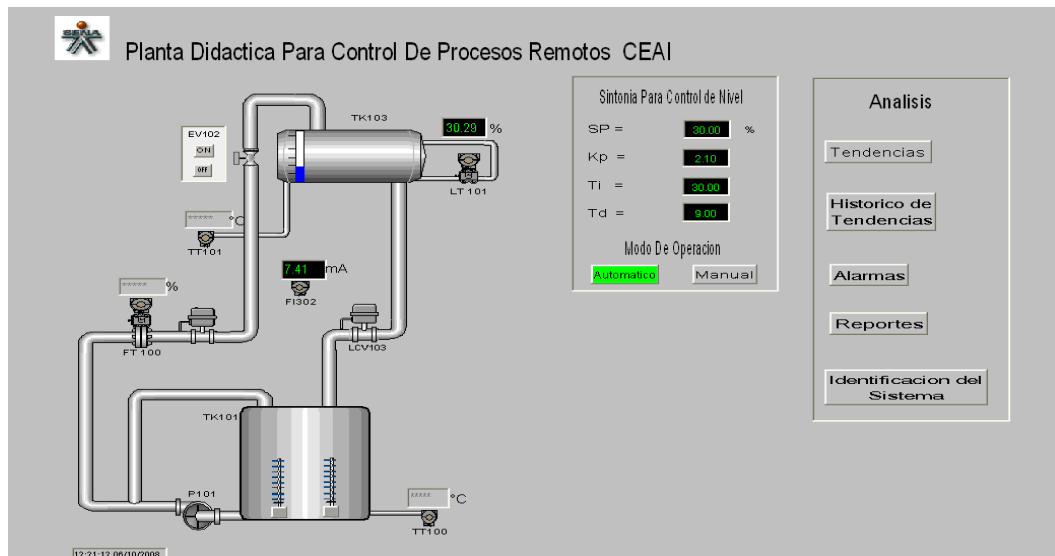 SENA
Planta Didactica Para Control De Procesos Remotos CEAI
EV102
ON
OFF
TK103
30.29 %
LT 101
***** °C
TT101
7.41 mA
FI302
***** %
FT 100
LCV103
TK101
P101
***** °C
TT100
12:21:12 06/10/2008
Sintonia Para Control de Nivel
SP = 30.00 %
Kp = 2.10
Ti = 30.00
Td = 9.00
Modo De Operacion
Automatico Manual
Analisis
Tendencias
Historico de
Tendencias
Alarmas
Reportes
Identificacion del
Sistema